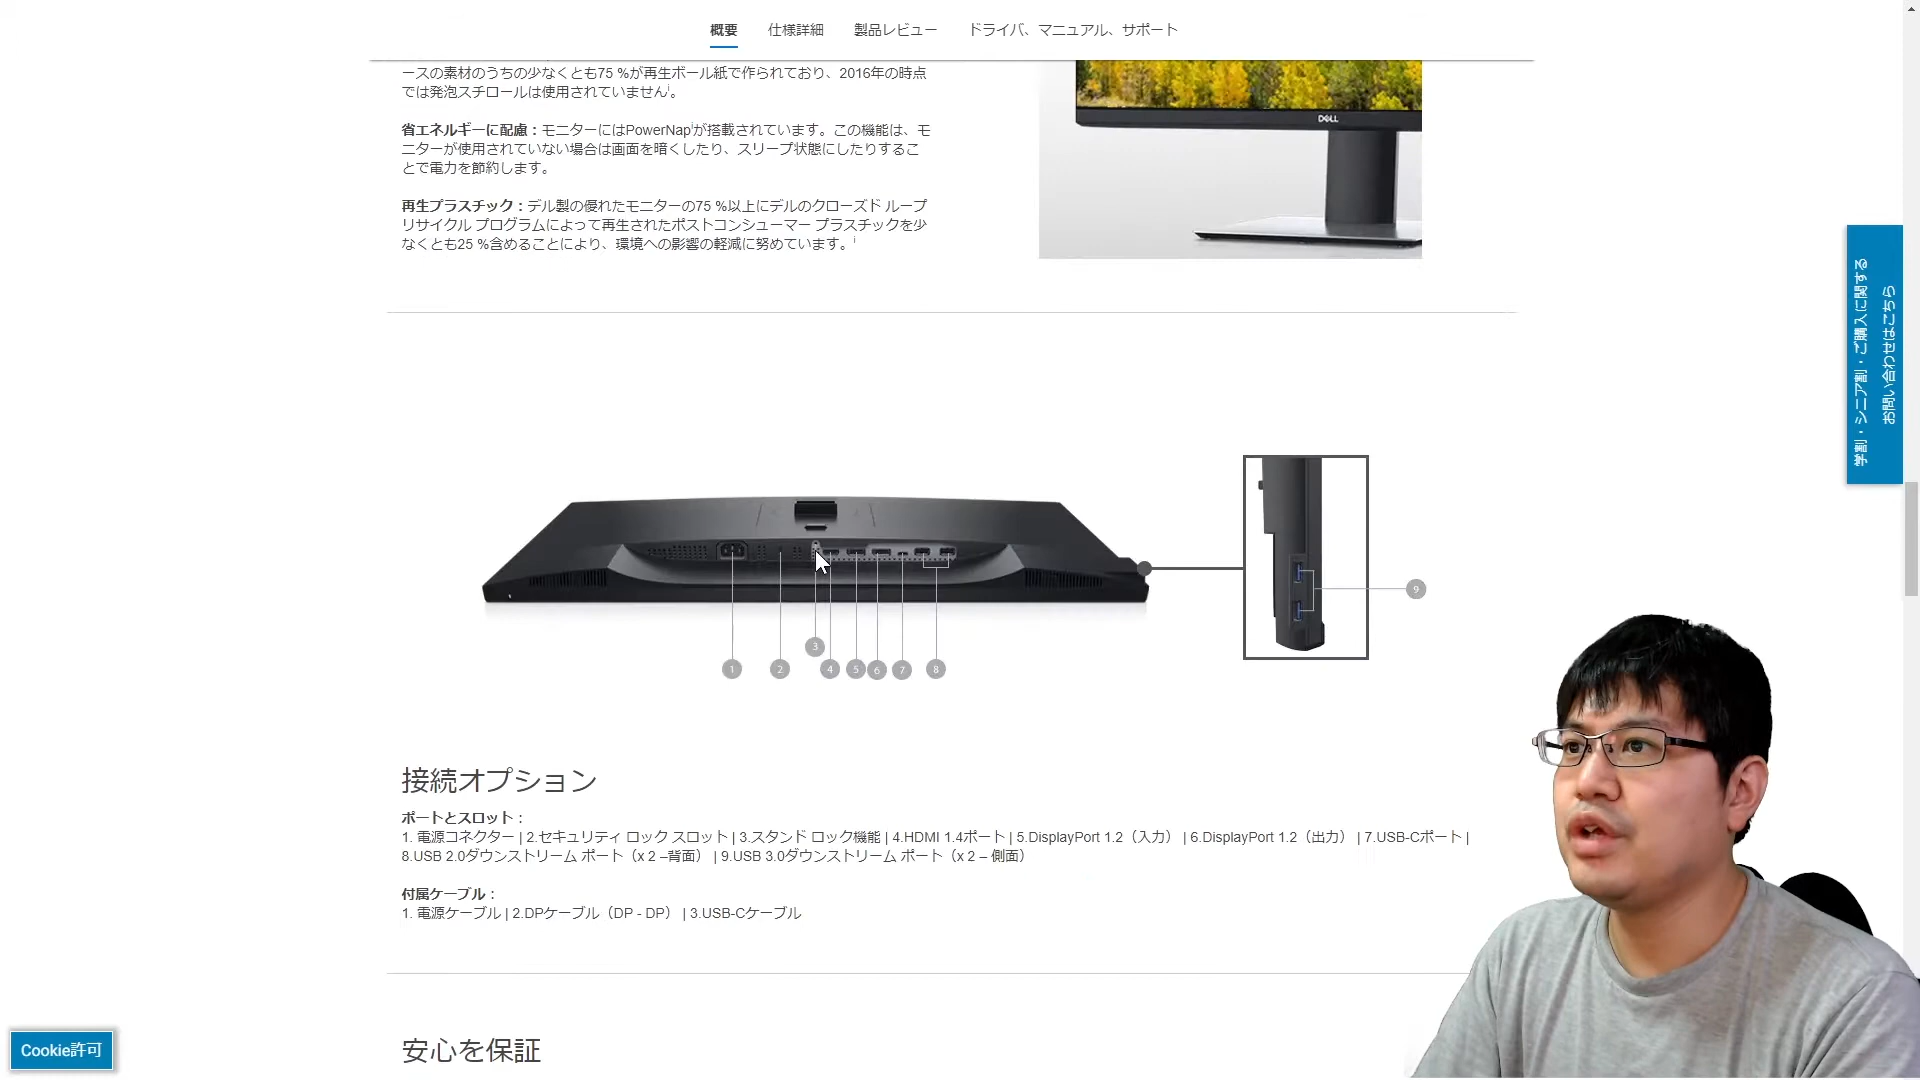 概要 仕様詳細 製品レビュー ドライバ、マニュアル、サポート
ースの素材のうちの少なくとも75 %が再生ボール紙で作られており、2016年の時点
では発泡スチロールは使用されていませんi。
省エネルギーに配慮：モニターにはPowerNapiが搭載されています。この機能は、モ
ニターが使用されていない場合は画面を暗くしたり、スリープ状態にしたりするこ
とで電力を節約します。
再生プラスチック：デル製の優れたモニターの75 %以上にデルのクローズド ループ
リサイクル プログラムによって再生されたポストコンシューマー プラスチックを少
なくとも25 %含めることにより、環境への影響の軽減に努めています。i
DELL
学割・シニア割・ご購入に関する
お問い合わせはこちら
9
3
1 2 4 5 6 7 8
接続オプション
ポートとスロット：
1. 電源コネクター | 2.セキュリティ ロック スロット | 3.スタンド ロック機能 | 4.HDMI 1.4ポート | 5.DisplayPort 1.2（入力） | 6.DisplayPort 1.2（出力） | 7.USB-Cポート |
8.USB 2.0ダウンストリーム ポート（x 2 –背面） | 9.USB 3.0ダウンストリーム ポート（x 2 – 側面）
付属ケーブル：
1. 電源ケーブル | 2.DPケーブル（DP - DP） | 3.USB-Cケーブル
安心を保証
Cookie許可